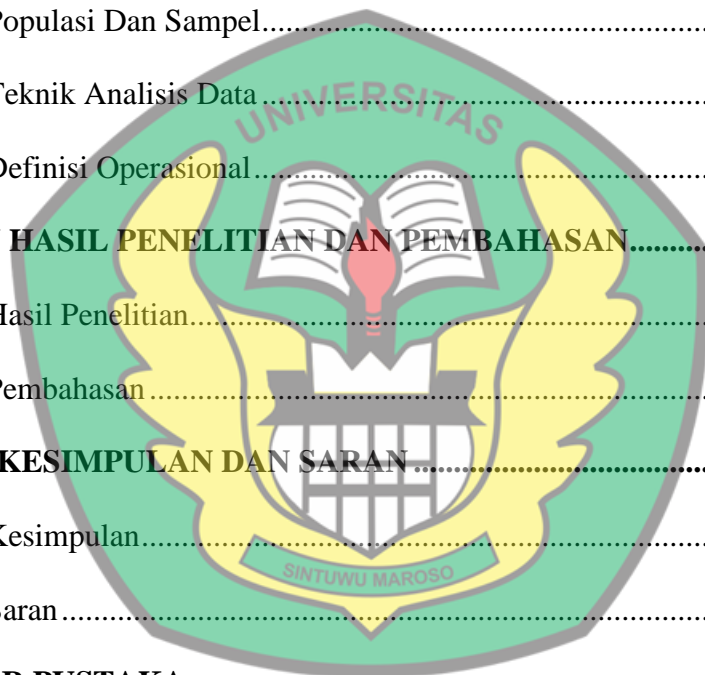 Populasi Dan Sampel
Teknik Analisis Data
UNIVERSITAS
Definisi Operasional
HASIL PENELITIAN DAN PEMBAHASAN
Hasil Penelitian
Pembahasan
KESIMPULAN DAN SARAN
Kesimpulan
SINTUWU MAROSO
Saran
PUSTAKA